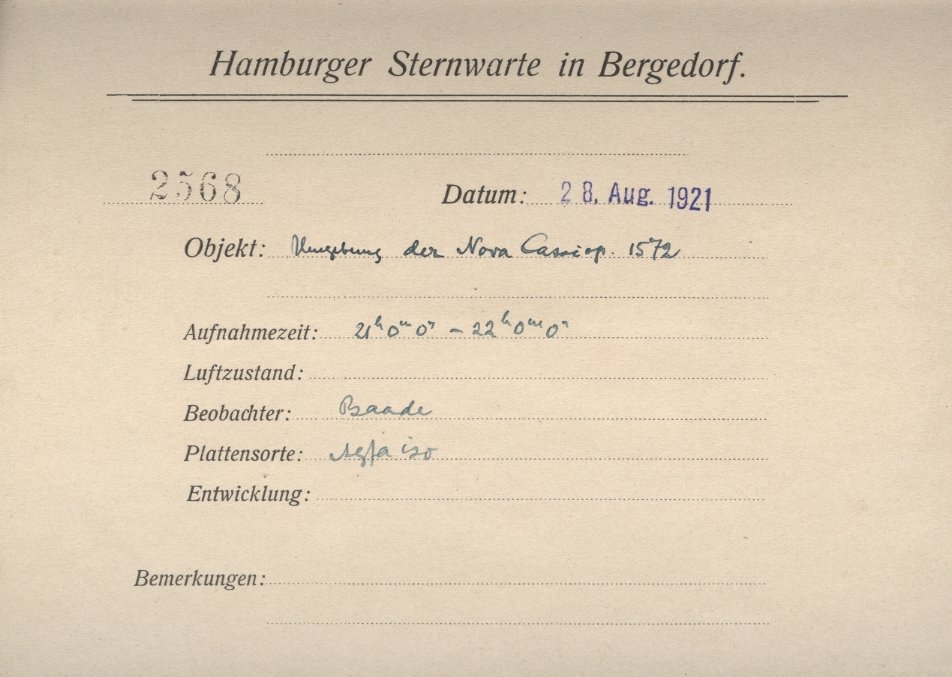 Hamburger Sternwarte in Bergedorf.
2568 Datum: 28. Aug. 1921
Objekt: Umgebung der Nova Cassiop. 1572
Aufnahmezeit: 21ʰ0ᵐ0ˢ – 22ʰ0ᵐ0ˢ
Luftzustand:
Beobachter: Baade
Plattensorte: Agfa iso
Entwicklung:
Bemerkungen: